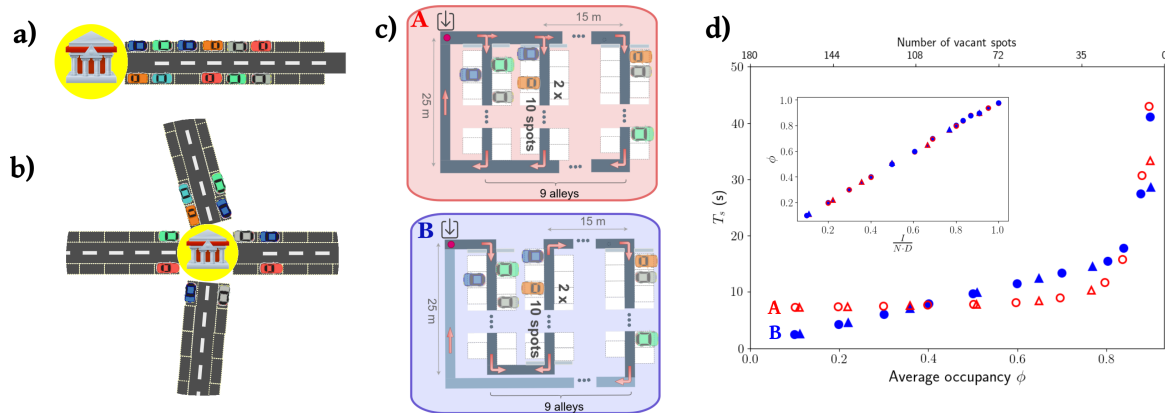 a)
b)
c)
A
15 m
25 m
2 x
10 spots
9 alleys
B
15 m
25 m
2 x
10 spots
9 alleys
d)
Number of vacant spots
180 144 108 72 35 0
50
40
30
20
10
0
T_s (s)
A
B
0.0 0.2 0.4 0.6 0.8
Average occupancy ϕ
1.0
0.8
0.6
0.4
0.2
ϕ
0.2 0.4 0.6 0.8 1.0
I
N·D